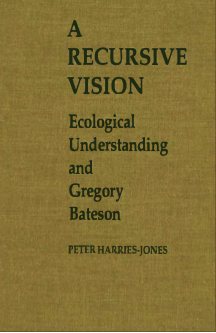 A
RECURSIVE
VISION
Ecological
Understanding
and
Gregory
Bateson
PETER HARRIES-JONES